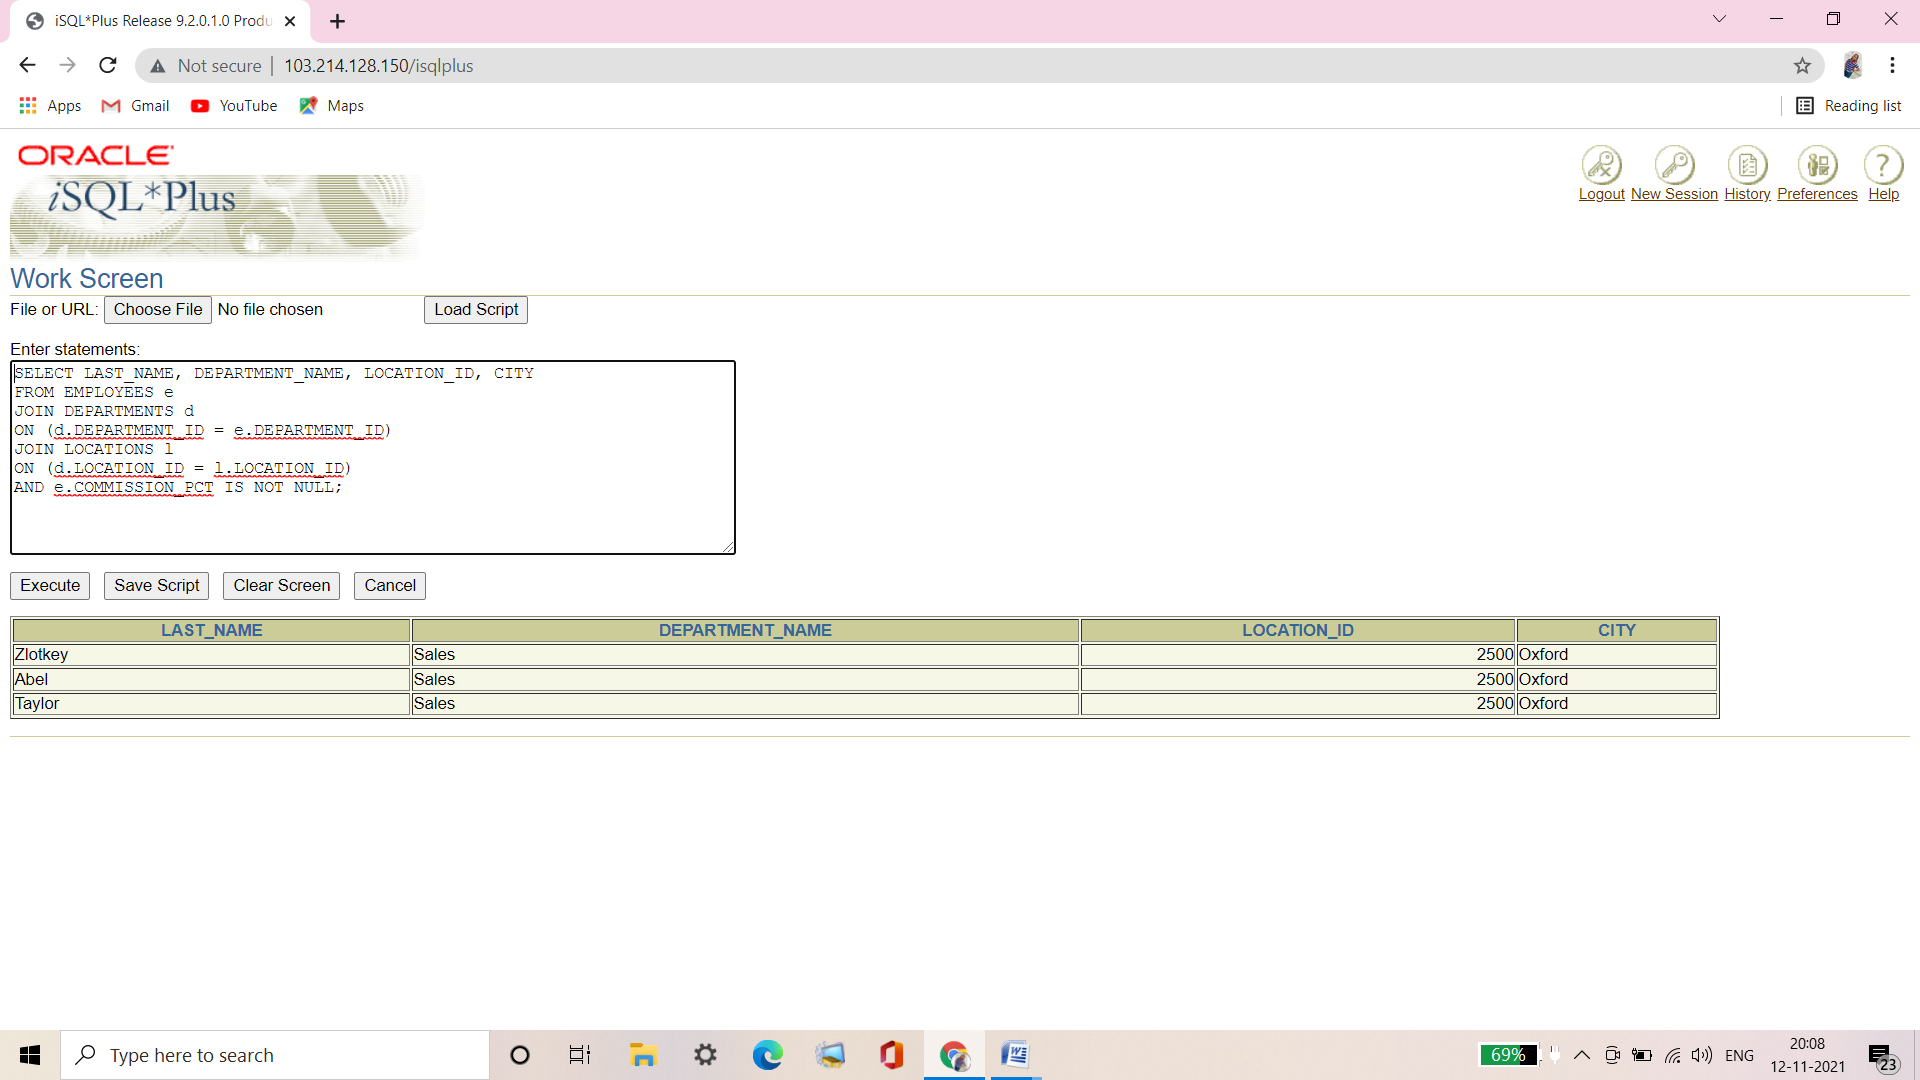 iSQL*Plus Release 9.2.0.1.0 Produ
Not secure | 103.214.128.150/isqlplus
Apps Gmail YouTube Maps Reading list
ORACLE
iSQL*Plus
Logout New Session History Preferences Help
Work Screen
File or URL: Choose File No file chosen Load Script
Enter statements:
SELECT LAST_NAME, DEPARTMENT_NAME, LOCATION_ID, CITY
FROM EMPLOYEES e
JOIN DEPARTMENTS d
ON (d.DEPARTMENT_ID = e.DEPARTMENT_ID)
JOIN LOCATIONS l
ON (d.LOCATION_ID = l.LOCATION_ID)
AND e.COMMISSION_PCT IS NOT NULL;
Execute Save Script Clear Screen Cancel
LAST_NAME DEPARTMENT_NAME LOCATION_ID CITY
Zlotkey Sales 2500 Oxford
Abel Sales 2500 Oxford
Taylor Sales 2500 Oxford
Type here to search
69%
ENG
20:08
12-11-2021
23